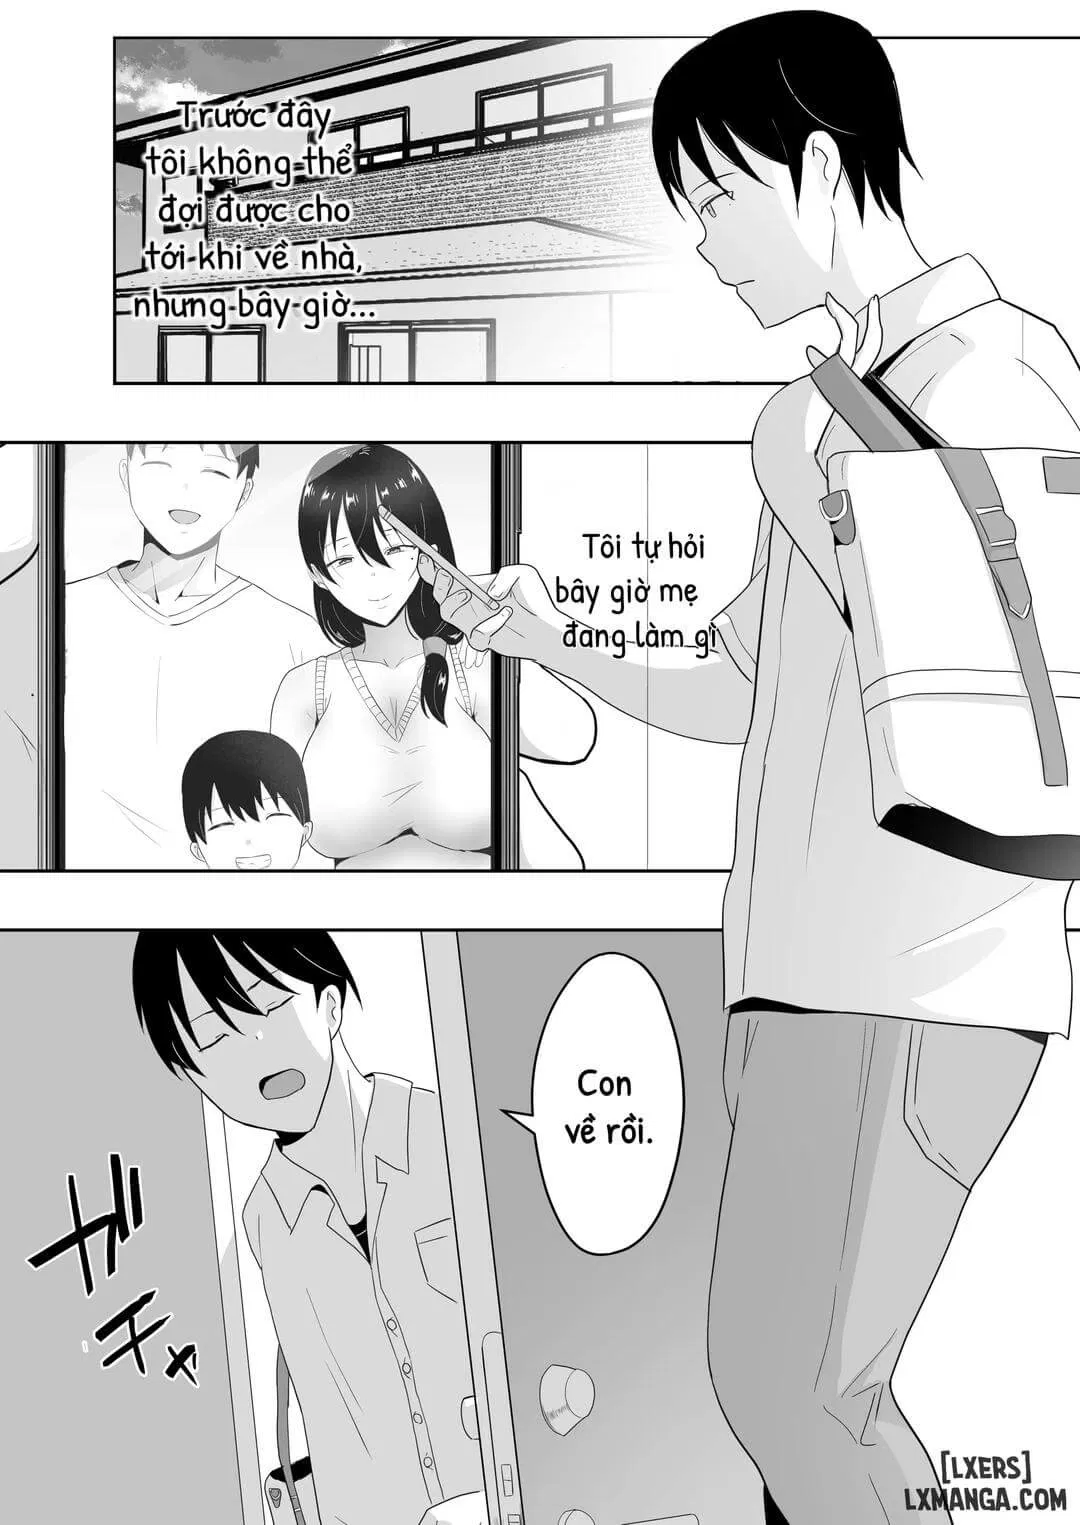 Trước đây
tôi không thể
đợi được cho
tới khi về nhà,
nhưng bây giờ...
Tôi tự hỏi
bây giờ mẹ
đang làm gì
Con
về rồi.
ガチャ
[LXERS]
LXMANGA.COM